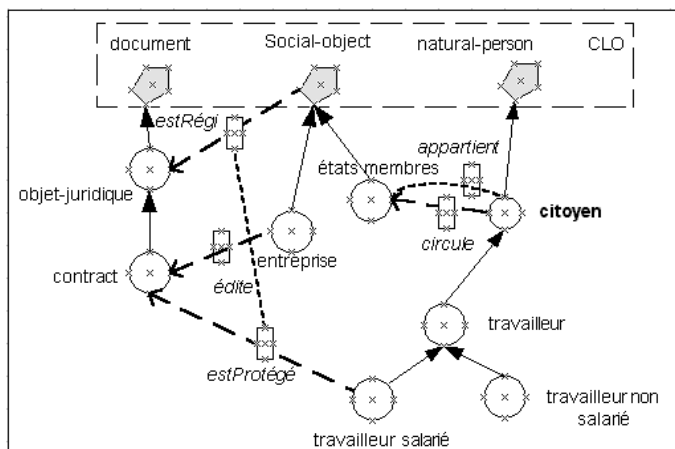 document
Social-object
natural-person
CLO
estRégi
appartient
états membres
objet-juridique
citoyen
circule
entreprise
contract
édite
travailleur
estProtégé
travailleur non
salarié
travailleur salarié